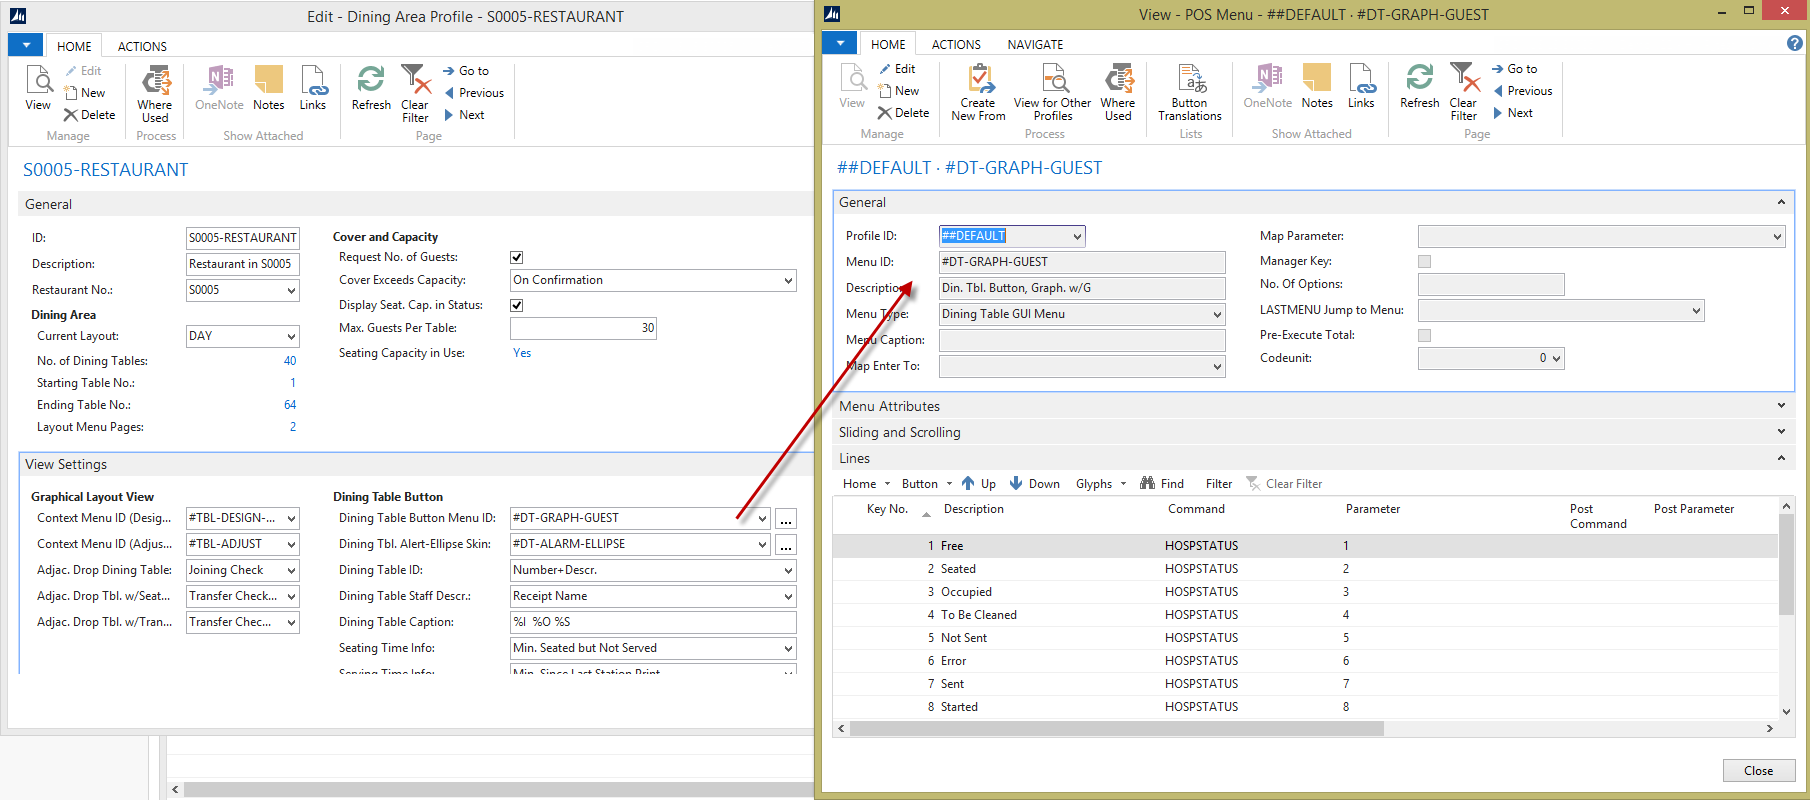 Edit - Dining Area Profile - S0005-RESTAURANT
HOME
ACTIONS
View
Edit
New
Delete
Manage
Where Used
Process
OneNote
Notes
Links
Show Attached
Refresh
Clear Filter
Go to
Previous
Next
Page
S0005-RESTAURANT
General
ID: S0005-RESTAURANT
Description: Restaurant in S0005
Restaurant No.: S0005
Dining Area
Current Layout: DAY
No. of Dining Tables: 40
Starting Table No.: 1
Ending Table No.: 64
Layout Menu Pages: 2
Cover and Capacity
Request No. of Guests:
Cover Exceeds Capacity: On Confirmation
Display Seat. Cap. in Status:
Max. Guests Per Table: 30
Seating Capacity in Use: Yes
View Settings
Graphical Layout View
Context Menu ID (Desig... #TBL-DESIGN-...
Context Menu ID (Adjus... #TBL-ADJUST
Adjac. Drop Dining Table: Joining Check
Adjac. Drop Tbl. w/Seat... Transfer Check...
Adjac. Drop Tbl. w/Tran... Transfer Chec...
Dining Table Button
Dining Table Button Menu ID: #DT-GRAPH-GUEST ...
Dining Tbl. Alert-Ellipse Skin: #DT-ALARM-ELLIPSE ...
Dining Table ID: Number+Descr.
Dining Table Staff Descr.: Receipt Name
Dining Table Caption: %I %O %S
Seating Time Info: Min. Seated but Not Served
Serving Time Info: Min. Since Last Station Print
View - POS Menu - ##DEFAULT · #DT-GRAPH-GUEST
HOME
ACTIONS
NAVIGATE
View
Edit
New
Delete
Manage
Create New From
View for Other Profiles
Where Used
Process
Button Translations
Lists
OneNote
Notes
Links
Show Attached
Refresh
Clear Filter
Go to
Previous
Next
Page
##DEFAULT · #DT-GRAPH-GUEST
General
Profile ID: ##DEFAULT
Menu ID: #DT-GRAPH-GUEST
Description: Din. Tbl. Button, Graph. w/G
Menu Type: Dining Table GUI Menu
Menu Caption:
Map Enter To:
Map Parameter:
Manager Key:
No. Of Options:
LASTMENU Jump to Menu:
Pre-Execute Total:
Codeunit: 0
Menu Attributes
Sliding and Scrolling
Lines
Home Button Up Down Glyphs Find Filter Clear Filter
Key No. Description Command Parameter Post Command Post Parameter
1 Free HOSPSTATUS 1
2 Seated HOSPSTATUS 2
3 Occupied HOSPSTATUS 3
4 To Be Cleaned HOSPSTATUS 4
5 Not Sent HOSPSTATUS 5
6 Error HOSPSTATUS 6
7 Sent HOSPSTATUS 7
8 Started HOSPSTATUS 8
Close